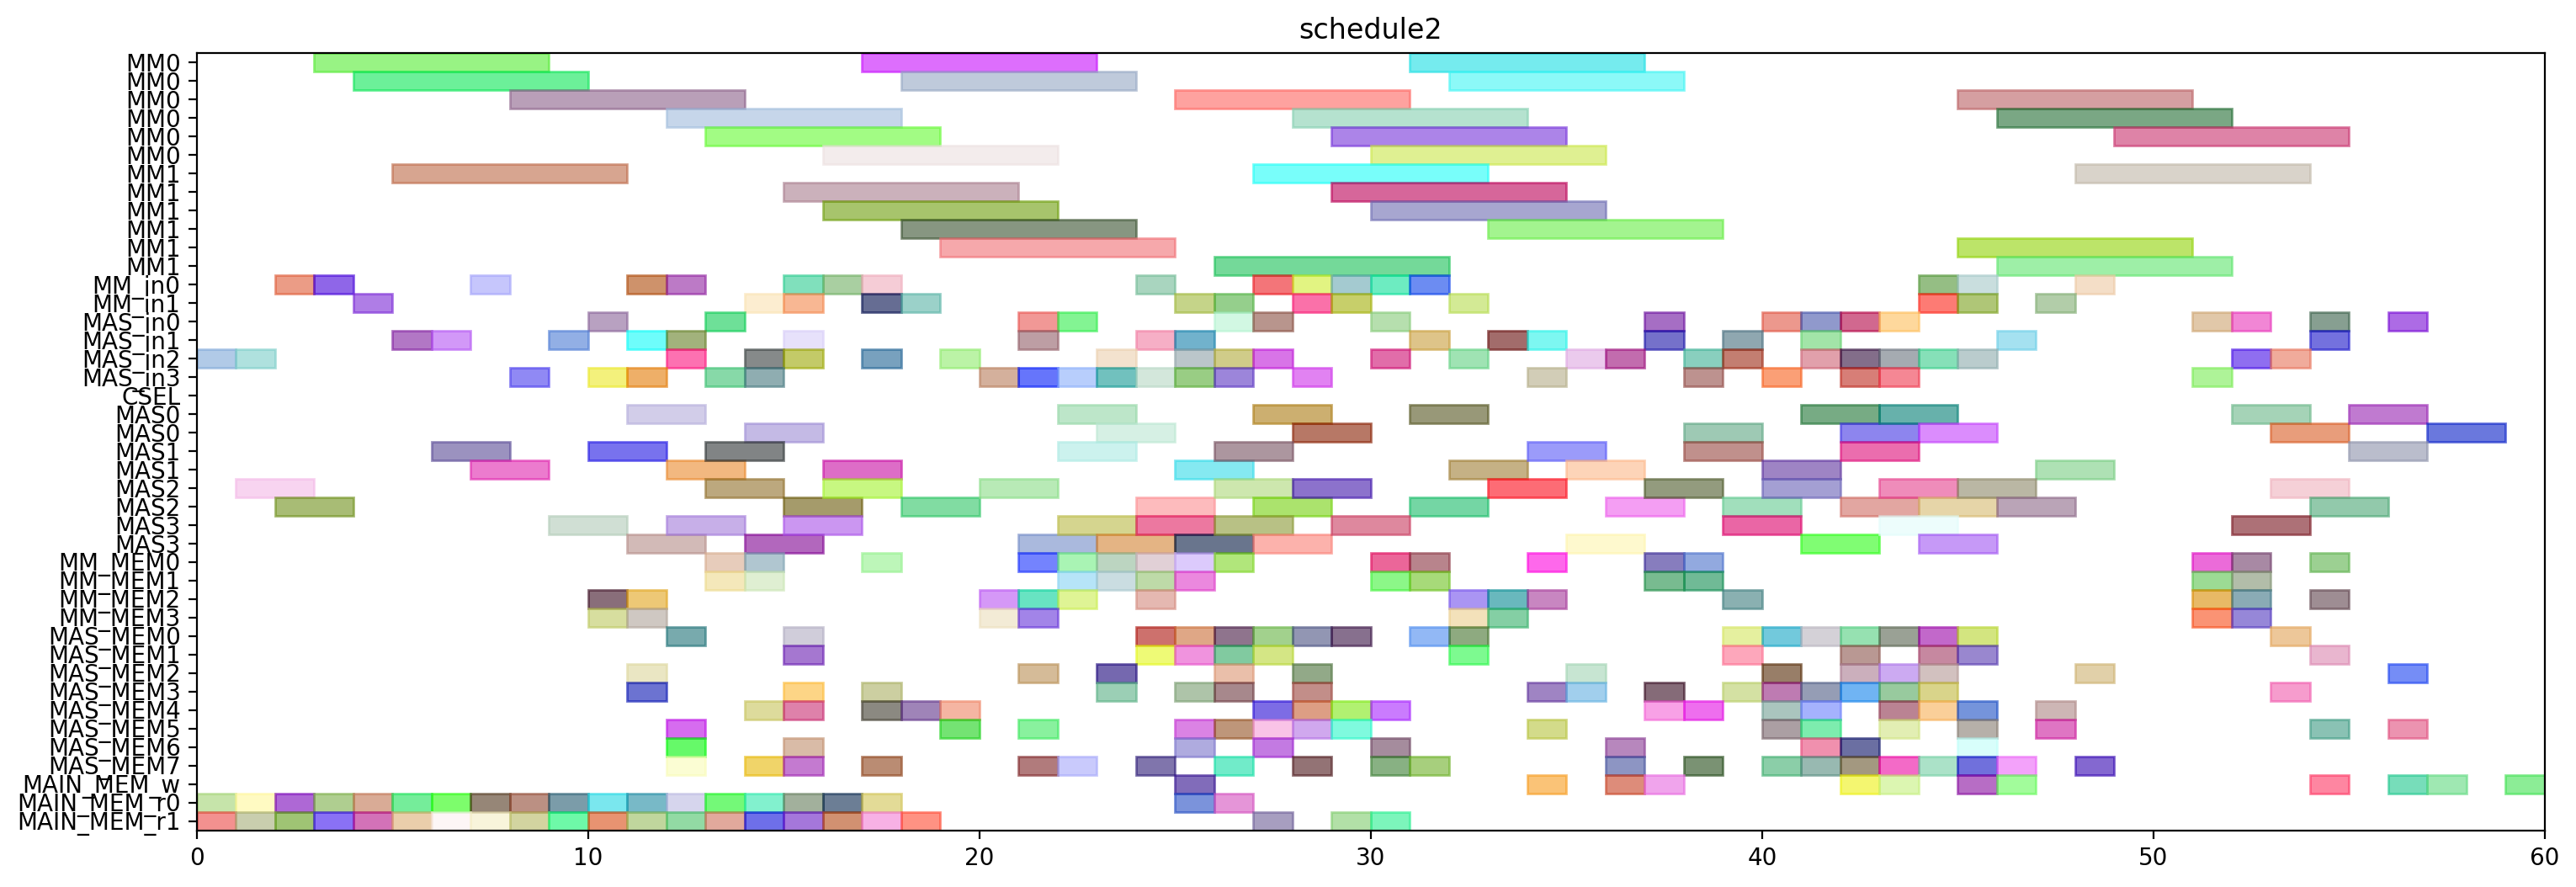 schedule2
MM0
MM0
MM0
MM0
MM0
MM0
MM1
MM1
MM1
MM1
MM1
MM1
MM_in0
MM_in1
MAS_in0
MAS_in1
MAS_in2
MAS_in3
CSEL
MAS0
MAS0
MAS1
MAS1
MAS2
MAS2
MAS3
MAS3
MM_MEM0
MM_MEM1
MM_MEM2
MM_MEM3
MAS_MEM0
MAS_MEM1
MAS_MEM2
MAS_MEM3
MAS_MEM4
MAS_MEM5
MAS_MEM6
MAS_MEM7
MAIN_MEM_w
MAIN_MEM_r0
MAIN_MEM_r1
0 10 20 30 40 50 60